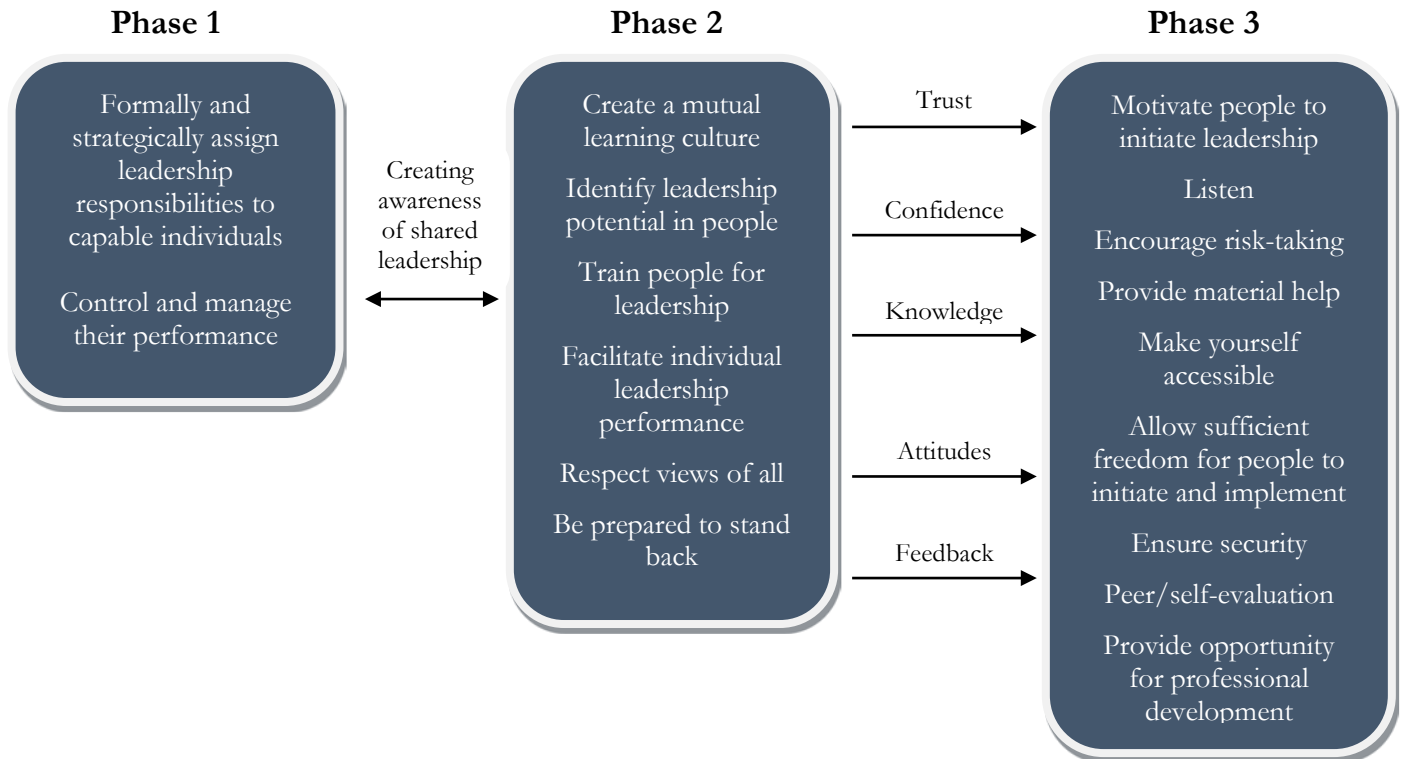 Phase 1
Formally and
strategically assign
leadership
responsibilities to
capable individuals
Control and manage
their performance
Creating
awareness
of shared
leadership
Phase 2
Create a mutual
learning culture
Identify leadership
potential in people
Train people for
leadership
Facilitate individual
leadership
performance
Respect views of all
Be prepared to stand
back
Trust
Confidence
Knowledge
Attitudes
Feedback
Phase 3
Motivate people to
initiate leadership
Listen
Encourage risk-taking
Provide material help
Make yourself
accessible
Allow sufficient
freedom for people to
initiate and implement
Ensure security
Peer/self-evaluation
Provide opportunity
for professional
development